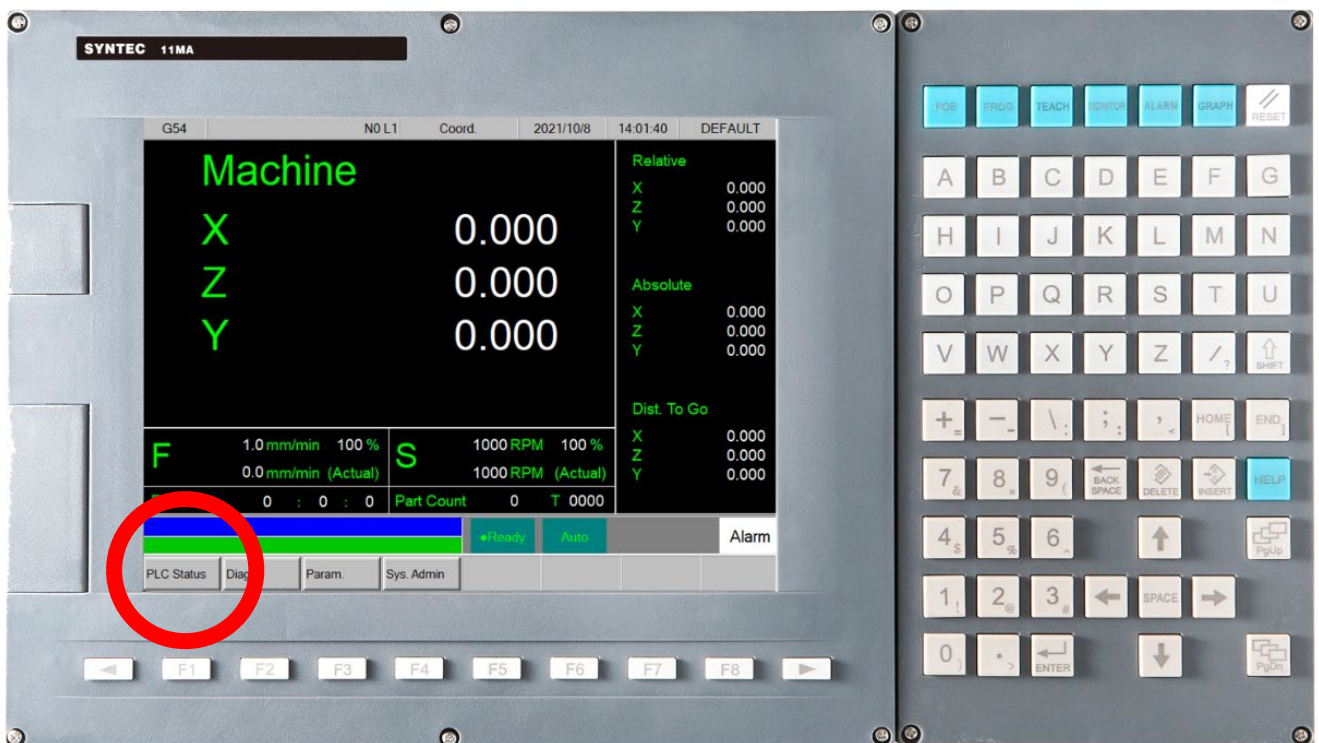 SYNTEC 11MA
G54 N0 L1 Coord. 2021/10/8 14:01:40 DEFAULT
Machine
X 0.000
Z 0.000
Y 0.000
Relative
X 0.000
Z 0.000
Y 0.000
Absolute
X 0.000
Z 0.000
Y 0.000
Dist. To Go
X 0.000
Z 0.000
Y 0.000
F 1.0 mm/min 100 %
0.0 mm/min (Actual)
S 1000 RPM 100 %
1000 RPM (Actual)
0 : 0 : 0 Part Count 0 T 0000
●Ready Auto Alarm
PLC Status Param. Sys. Admin
F1 F2 F3 F4 F5 F6 F7 F8
POS PROG TEACH MONITOR ALARM GRAPH RESET
A B C D E F G
H I J K L M N
O P Q R S T U
V W X Y Z / ? SHIFT
+ = - _ \ : ; , < HOME [ END ]
7 & 8 9 ( BACK SPACE DELETE INSERT HELP
4 $ 5 % 6 ^ PgUp
1 ! 2 @ 3 # SPACE
0 ) . > ENTER PgDn